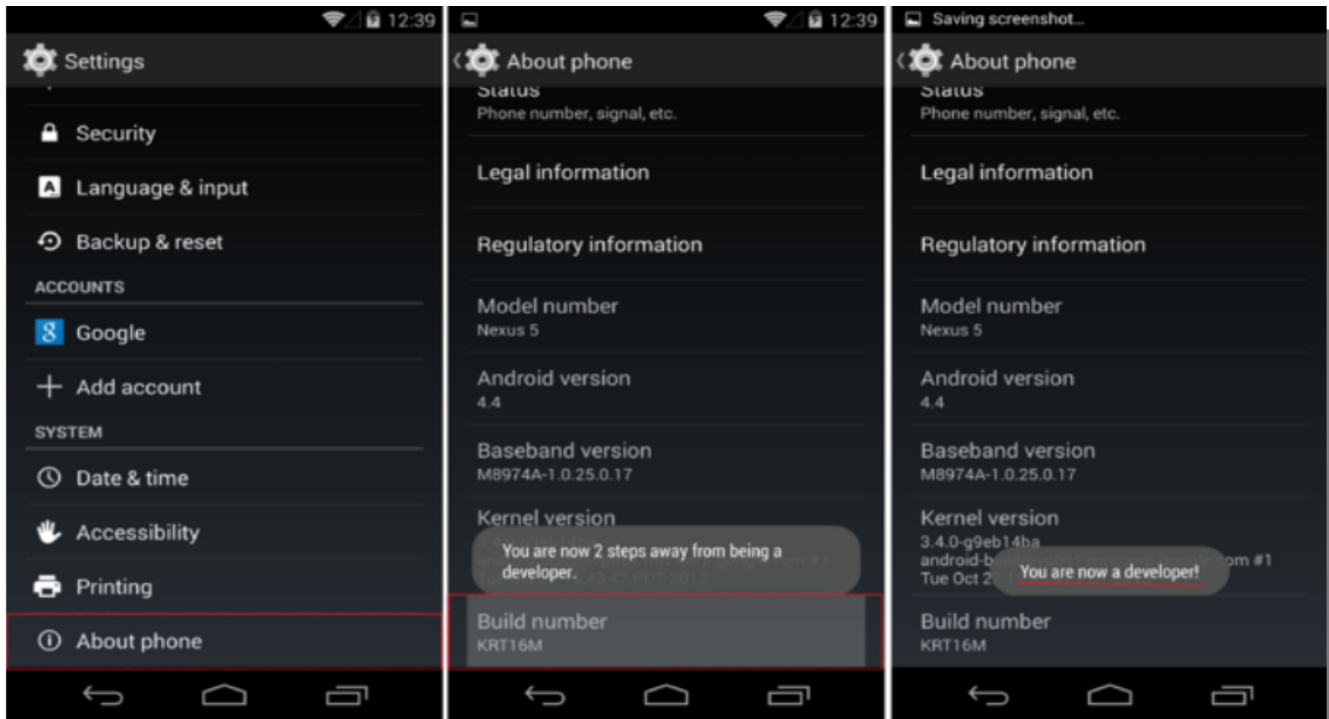 12:39
Settings
Security
Language & input
Backup & reset
ACCOUNTS
Google
Add account
SYSTEM
Date & time
Accessibility
Printing
About phone
12:39
About phone
Status
Phone number, signal, etc.
Legal information
Regulatory information
Model number
Nexus 5
Android version
4.4
Baseband version
M8974A-1.0.25.0.17
Kernel version
You are now 2 steps away from being a
developer.
Build number
KRT16M
Saving screenshot...
About phone
Status
Phone number, signal, etc.
Legal information
Regulatory information
Model number
Nexus 5
Android version
4.4
Baseband version
M8974A-1.0.25.0.17
Kernel version
3.4.0-g9eb14ba
om #1
Tue Oct 2
You are now a developer!
Build number
KRT16M